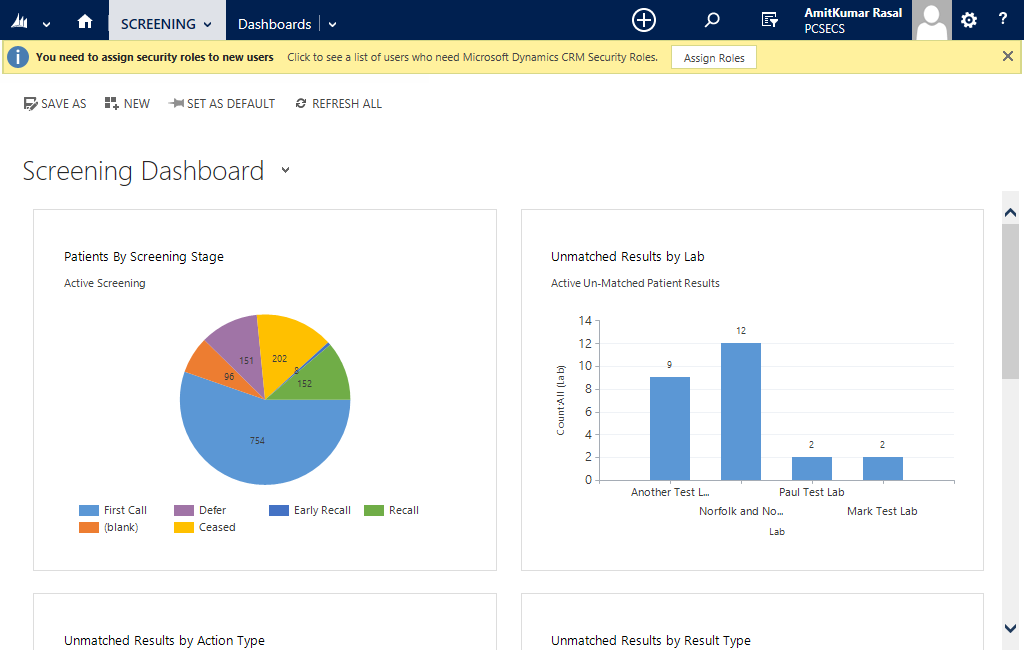 SCREENING
Dashboards
AmitKumar Rasal
PCSECS
?
You need to assign security roles to new users Click to see a list of users who need Microsoft Dynamics CRM Security Roles. Assign Roles
SAVE AS NEW SET AS DEFAULT REFRESH ALL
Screening Dashboard
Patients By Screening Stage
Active Screening
202
151
96
152
754
First Call
Defer
Early Recall
Recall
(blank)
Ceased
Unmatched Results by Lab
Active Un-Matched Patient Results
14
12
10
8
6
4
2
0
Count:All (Lab)
9
12
2
2
Another Test L...
Norfolk and No...
Paul Test Lab
Mark Test Lab
Lab
Unmatched Results by Action Type
Unmatched Results by Result Type